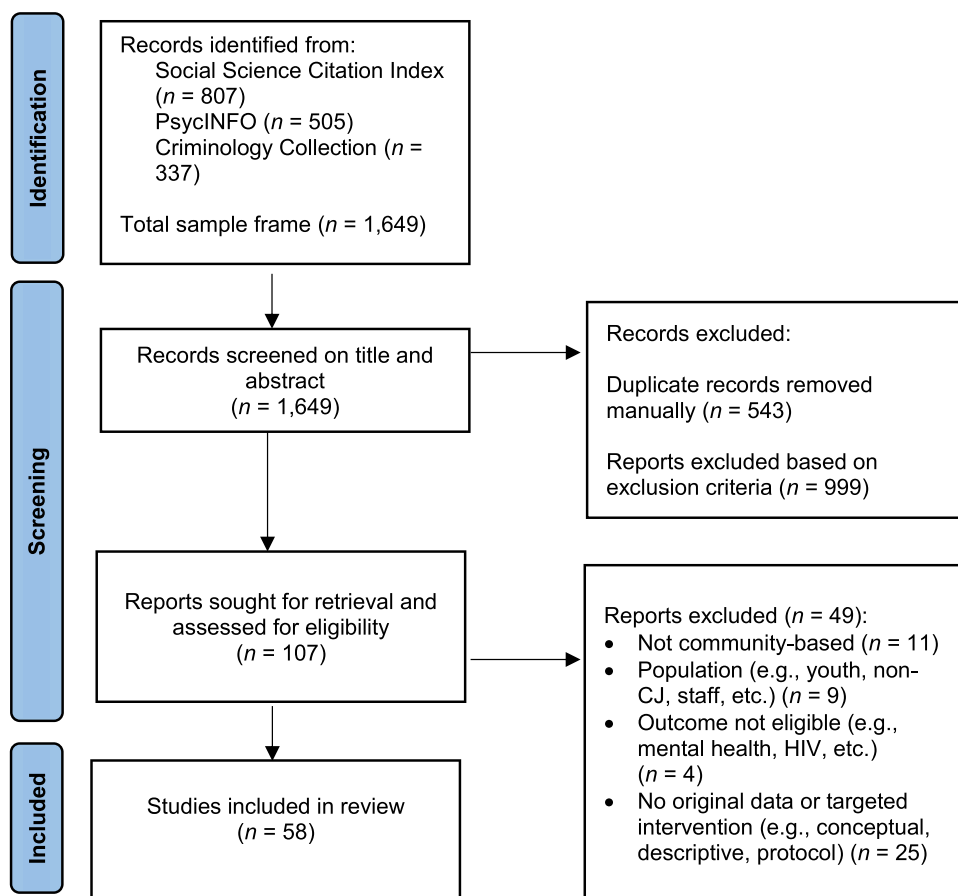 Identification
Records identified from:
Social Science Citation Index
(n = 807)
PsycINFO (n = 505)
Criminology Collection (n =
337)
Total sample frame (n = 1,649)
Screening
Records screened on title and
abstract
(n = 1,649)
Records excluded:
Duplicate records removed
manually (n = 543)
Reports excluded based on
exclusion criteria (n = 999)
Reports sought for retrieval and
assessed for eligibility
(n = 107)
Reports excluded (n = 49):
• Not community-based (n = 11)
• Population (e.g., youth, non-
CJ, staff, etc.) (n = 9)
• Outcome not eligible (e.g.,
mental health, HIV, etc.)
(n = 4)
• No original data or targeted
intervention (e.g., conceptual,
descriptive, protocol) (n = 25)
Included
Studies included in review
(n = 58)